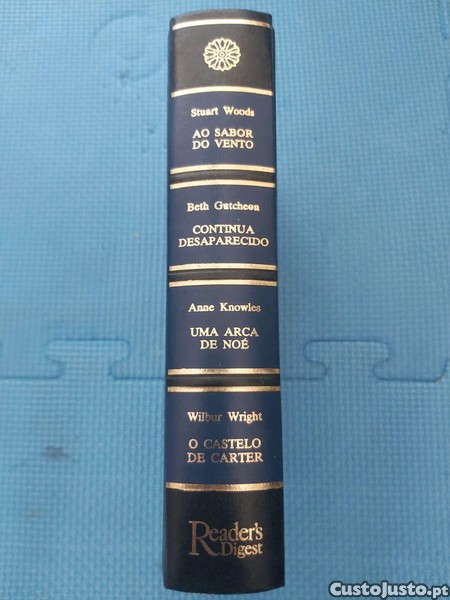 Stuart Woods
AO SABOR
DO VENTO
Beth Gutcheon
CONTINUA
DESAPARECIDO
Anne Knowles
UMA ARCA
DE NOÉ
Wilbur Wright
O CASTELO
DE CARTER
Reader's
Digest
CustoJusto.pt